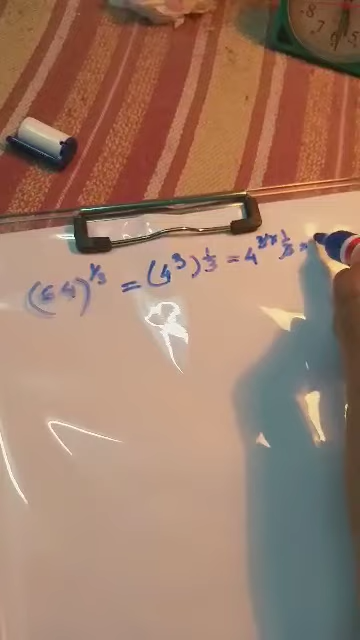 (64)^{1/3} = (4^3)^{1/3} = 4^{3 × 1/3} =